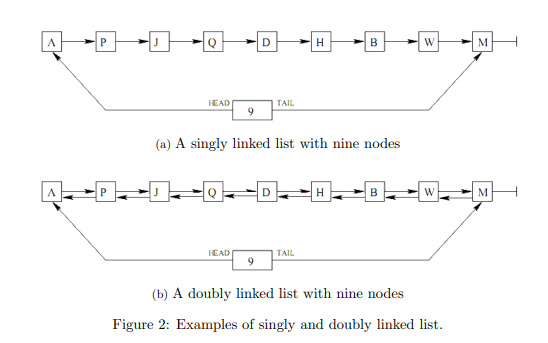 A P J Q D H B W M
HEAD 9 TAIL
(a) A singly linked list with nine nodes
A P J Q D H B W M
HEAD 9 TAIL
(b) A doubly linked list with nine nodes
Figure 2: Examples of singly and doubly linked list.